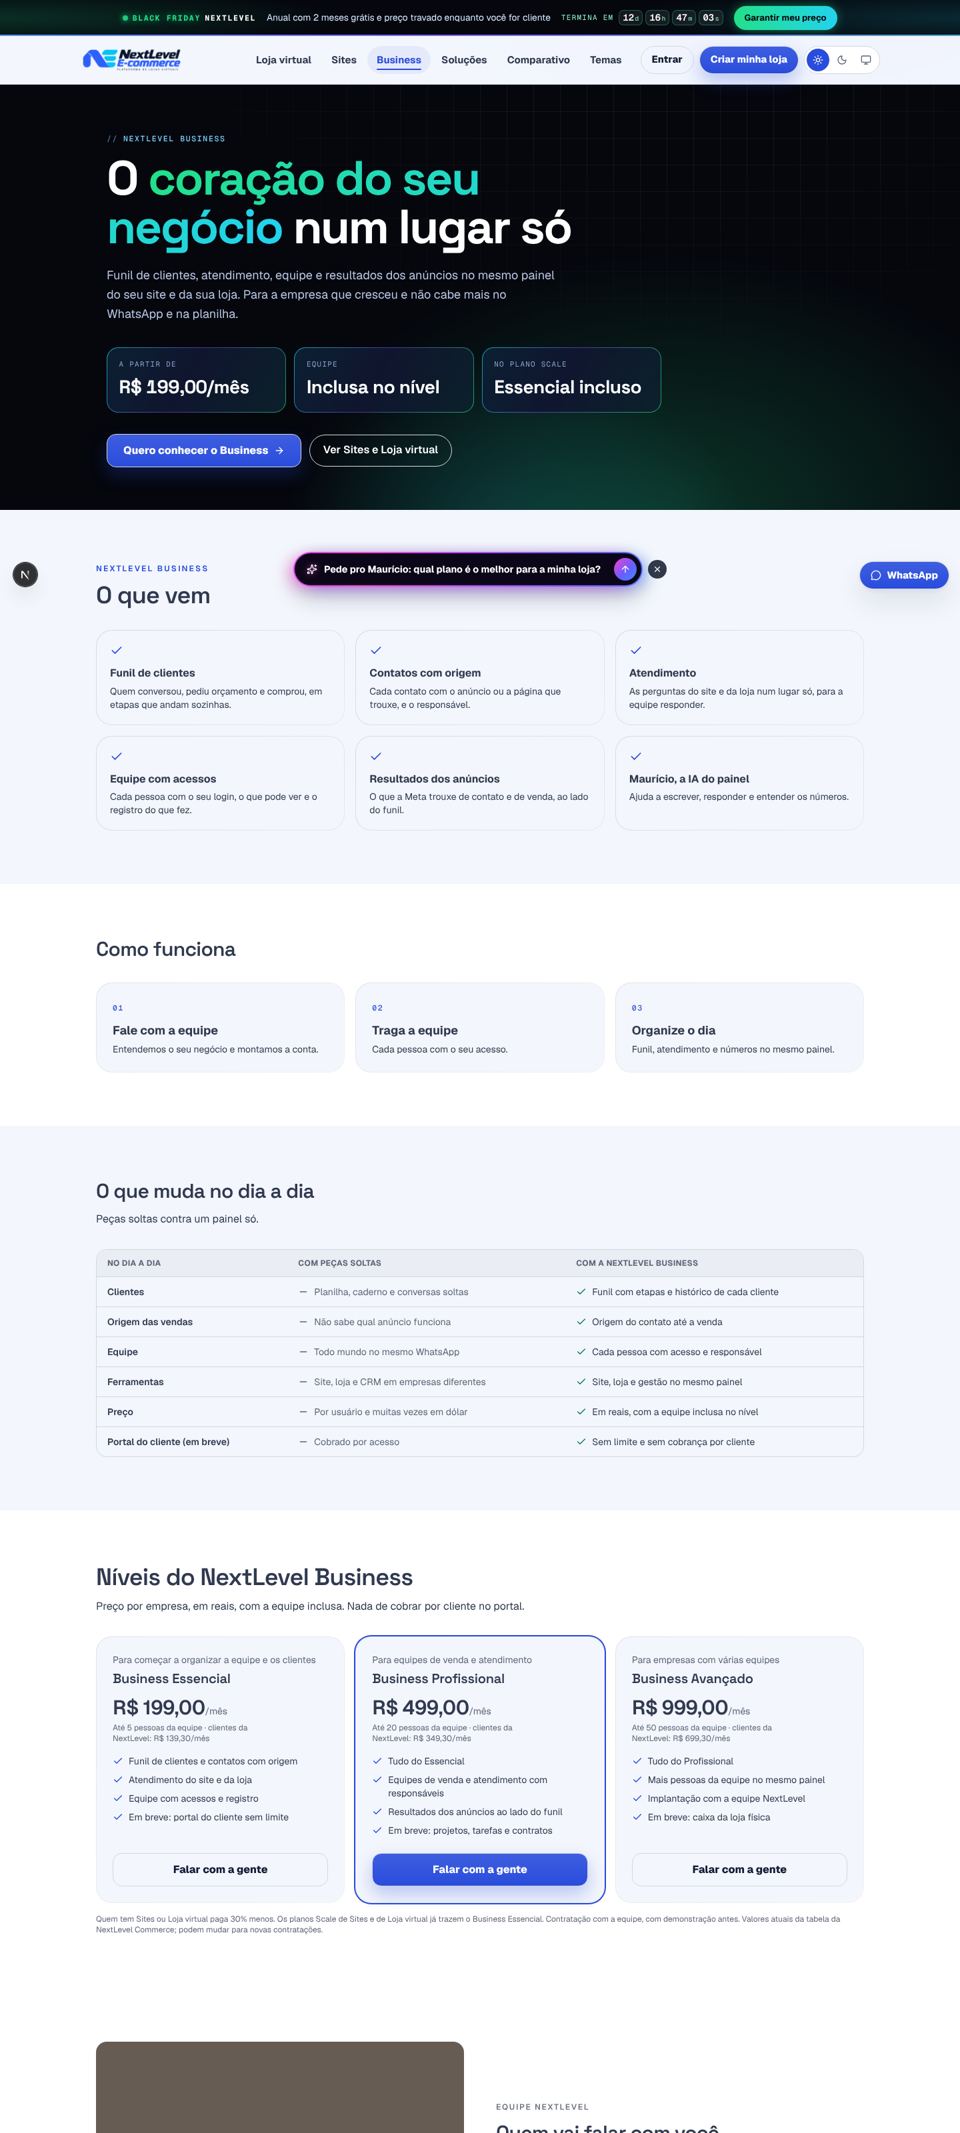 BLACK FRIDAY NEXTLEVEL Anual com 2 meses grátis e preço travado enquanto você for cliente TERMINA EM 12d 16h 47m 03s Garantir meu preço
NextLevel
E-commerce
Loja virtual Sites Business Soluções Comparativo Temas Entrar Criar minha loja
// NEXTLEVEL BUSINESS
O coração do seu
negócio num lugar só
Funil de clientes, atendimento, equipe e resultados dos anúncios no mesmo painel
do seu site e da sua loja. Para a empresa que cresceu e não cabe mais no
WhatsApp e na planilha.
A PARTIR DE
R$ 199,00/mês
EQUIPE
Inclusa no nível
NO PLANO SCALE
Essencial incluso
Quero conhecer o Business →
Ver Sites e Loja virtual
N
Pede pro Maurício: qual plano é o melhor para a minha loja?
WhatsApp
NEXTLEVEL BUSINESS
O que vem
Funil de clientes
Quem conversou, pediu orçamento e comprou, em
etapas que andam sozinhas.
Contatos com origem
Cada contato com o anúncio ou a página que
trouxe, e o responsável.
Atendimento
As perguntas do site e da loja num lugar só, para a
equipe responder.
Equipe com acessos
Cada pessoa com o seu login, o que pode ver e o
registro do que fez.
Resultados dos anúncios
O que a Meta trouxe de contato e de venda, ao lado
do funil.
Maurício, a IA do painel
Ajuda a escrever, responder e entender os números.
Como funciona
01
Fale com a equipe
Entendemos o seu negócio e montamos a conta.
02
Traga a equipe
Cada pessoa com o seu acesso.
03
Organize o dia
Funil, atendimento e números no mesmo painel.
O que muda no dia a dia
Peças soltas contra um painel só.
NO DIA A DIA COM PEÇAS SOLTAS COM A NEXTLEVEL BUSINESS
Clientes — Planilha, caderno e conversas soltas Funil com etapas e histórico de cada cliente
Origem das vendas — Não sabe qual anúncio funciona Origem do contato até a venda
Equipe — Todo mundo no mesmo WhatsApp Cada pessoa com acesso e responsável
Ferramentas — Site, loja e CRM em empresas diferentes Site, loja e gestão no mesmo painel
Preço — Por usuário e muitas vezes em dólar Em reais, com a equipe inclusa no nível
Portal do cliente (em breve) — Cobrado por acesso Sem limite e sem cobrança por cliente
Níveis do NextLevel Business
Preço por empresa, em reais, com a equipe inclusa. Nada de cobrar por cliente no portal.
Para começar a organizar a equipe e os clientes
Business Essencial
R$ 199,00/mês
Até 5 pessoas da equipe · clientes da
NextLevel: R$ 139,30/mês
Funil de clientes e contatos com origem
Atendimento do site e da loja
Equipe com acessos e registro
Em breve: portal do cliente sem limite
Falar com a gente
Para equipes de venda e atendimento
Business Profissional
R$ 499,00/mês
Até 20 pessoas da equipe · clientes da
NextLevel: R$ 349,30/mês
Tudo do Essencial
Equipes de venda e atendimento com
responsáveis
Resultados dos anúncios ao lado do funil
Em breve: projetos, tarefas e contratos
Falar com a gente
Para empresas com várias equipes
Business Avançado
R$ 999,00/mês
Até 50 pessoas da equipe · clientes da
NextLevel: R$ 699,30/mês
Tudo do Profissional
Mais pessoas da equipe no mesmo painel
Implantação com a equipe NextLevel
Em breve: caixa da loja física
Falar com a gente
Quem tem Sites ou Loja virtual paga 30% menos. Os planos Scale de Sites e de Loja virtual já trazem o Business Essencial. Contratação com a equipe, com demonstração antes. Valores atuais da tabela da
NextLevel Commerce; podem mudar para novas contratações.
EQUIPE NEXTLEVEL
Quem vai falar com você